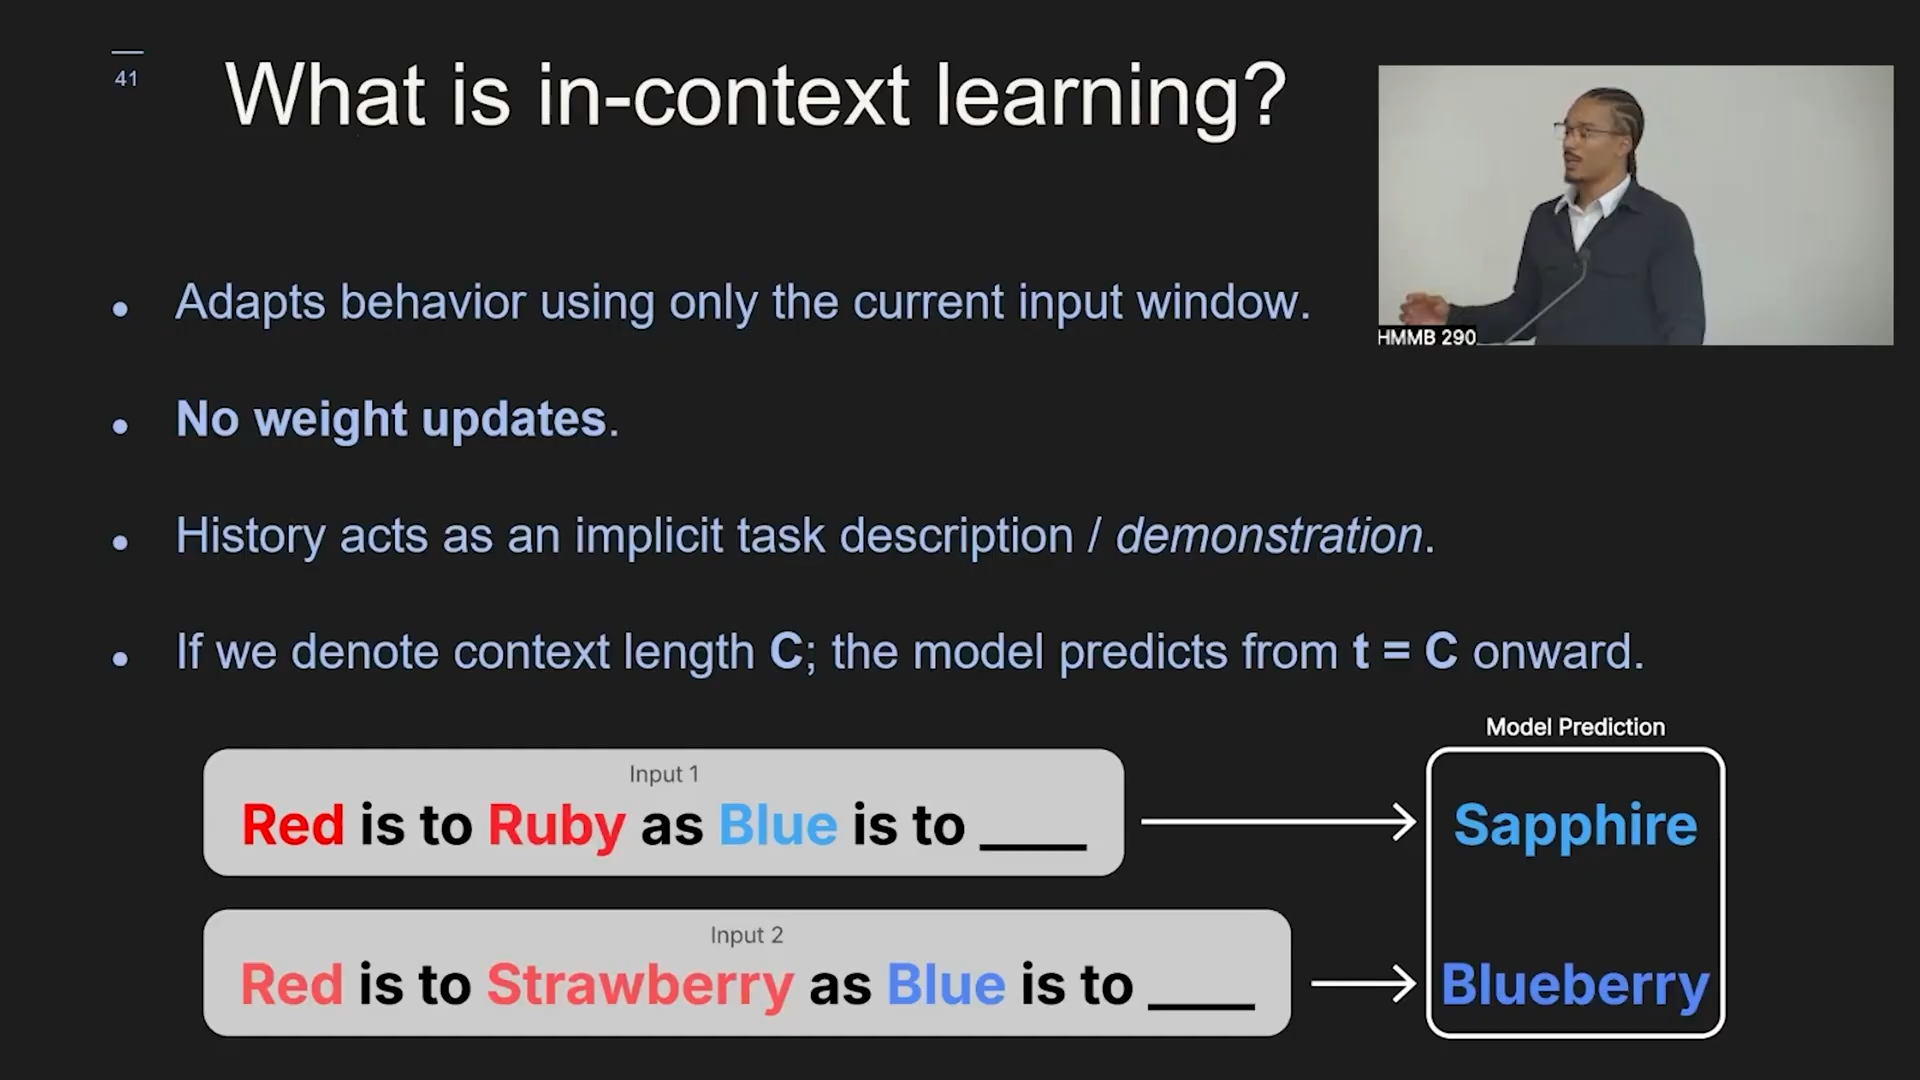 41
What is in-context learning?
HMMB 290
• Adapts behavior using only the current input window.
• No weight updates.
• History acts as an implicit task description / demonstration.
• If we denote context length C; the model predicts from t = C onward.
Model Prediction
Input 1
Red is to Ruby as Blue is to ____
Sapphire
Input 2
Red is to Strawberry as Blue is to ____
Blueberry